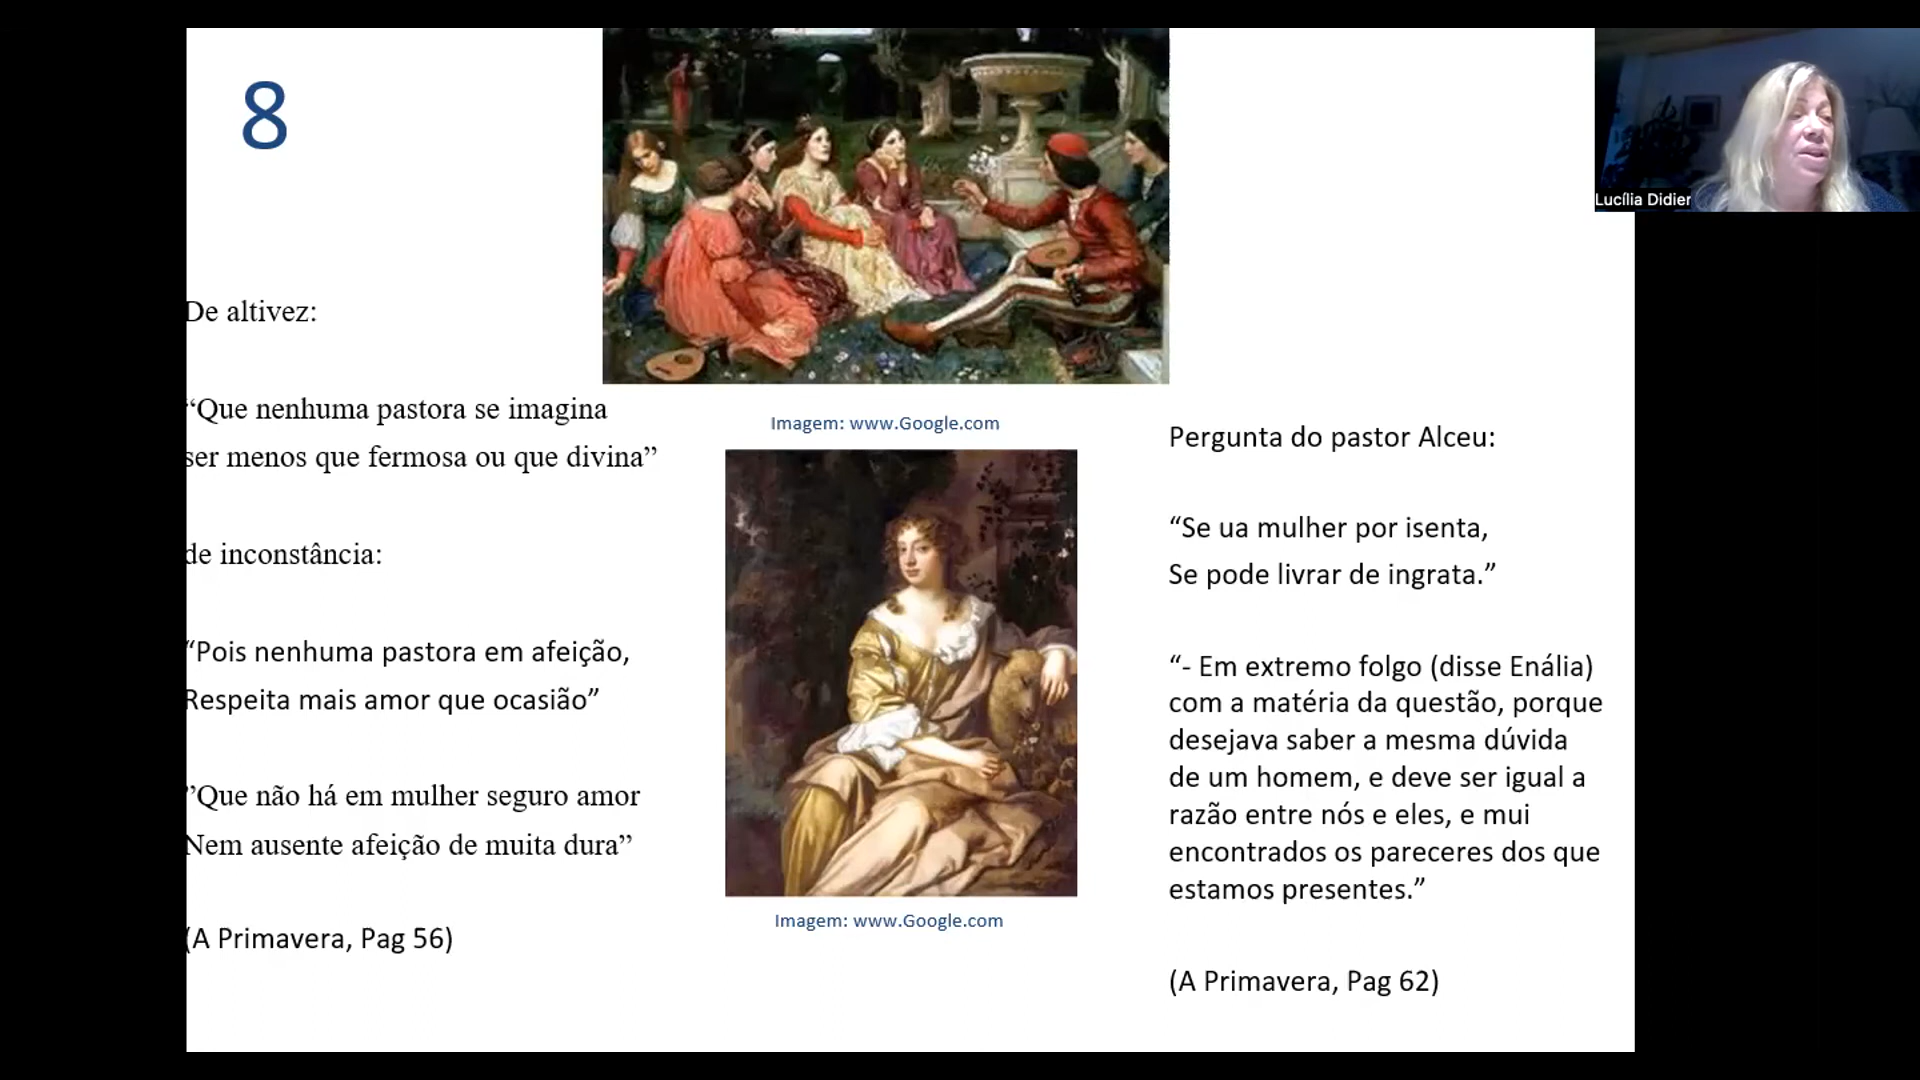 8
De altivez:
“Que nenhuma pastora se imagina
ser menos que fermosa ou que divina”
de inconstância:
“Pois nenhuma pastora em afeição,
Respeita mais amor que ocasião”
”Que não há em mulher seguro amor
Nem ausente afeição de muita dura”
(A Primavera, Pag 56)
Imagem: www.Google.com
Imagem: www.Google.com
Pergunta do pastor Alceu:
“Se ua mulher por isenta,
Se pode livrar de ingrata.”
“- Em extremo folgo (disse Enália)
com a matéria da questão, porque
desejava saber a mesma dúvida
de um homem, e deve ser igual a
razão entre nós e eles, e mui
encontrados os pareceres dos que
estamos presentes.”
(A Primavera, Pag 62)
Lucília Didier